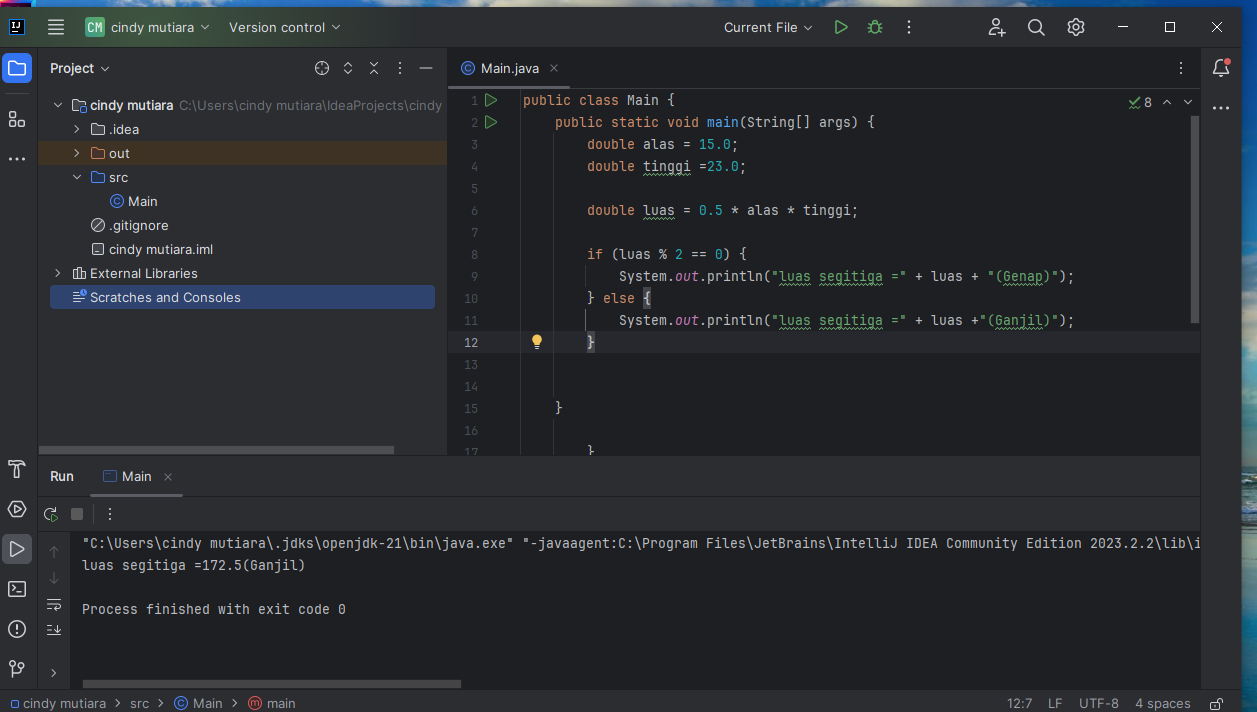 CM cindy mutiara Version control Current File
Project
Main.java
cindy mutiara C:\Users\cindy mutiara\IdeaProjects\cindy
.idea
out
src
Main
.gitignore
cindy mutiara.iml
External Libraries
Scratches and Consoles
8
1 public class Main {
2 public static void main(String[] args) {
3 double alas = 15.0;
4 double tinggi =23.0;
5
6 double luas = 0.5 * alas * tinggi;
7
8 if (luas % 2 == 0) {
9 System.out.println("luas segitiga =" + luas + "(Genap)");
10 } else {
11 System.out.println("luas segitiga =" + luas +"(Ganjil)");
12 }
13
14
15 }
16
17 }
Run Main
"C:\Users\cindy mutiara\.jdks\openjdk-21\bin\java.exe" "-javaagent:C:\Program Files\JetBrains\IntelliJ IDEA Community Edition 2023.2.2\lib\i
luas segitiga =172.5(Ganjil)
Process finished with exit code 0
cindy mutiara > src > Main > main 12:7 LF UTF-8 4 spaces